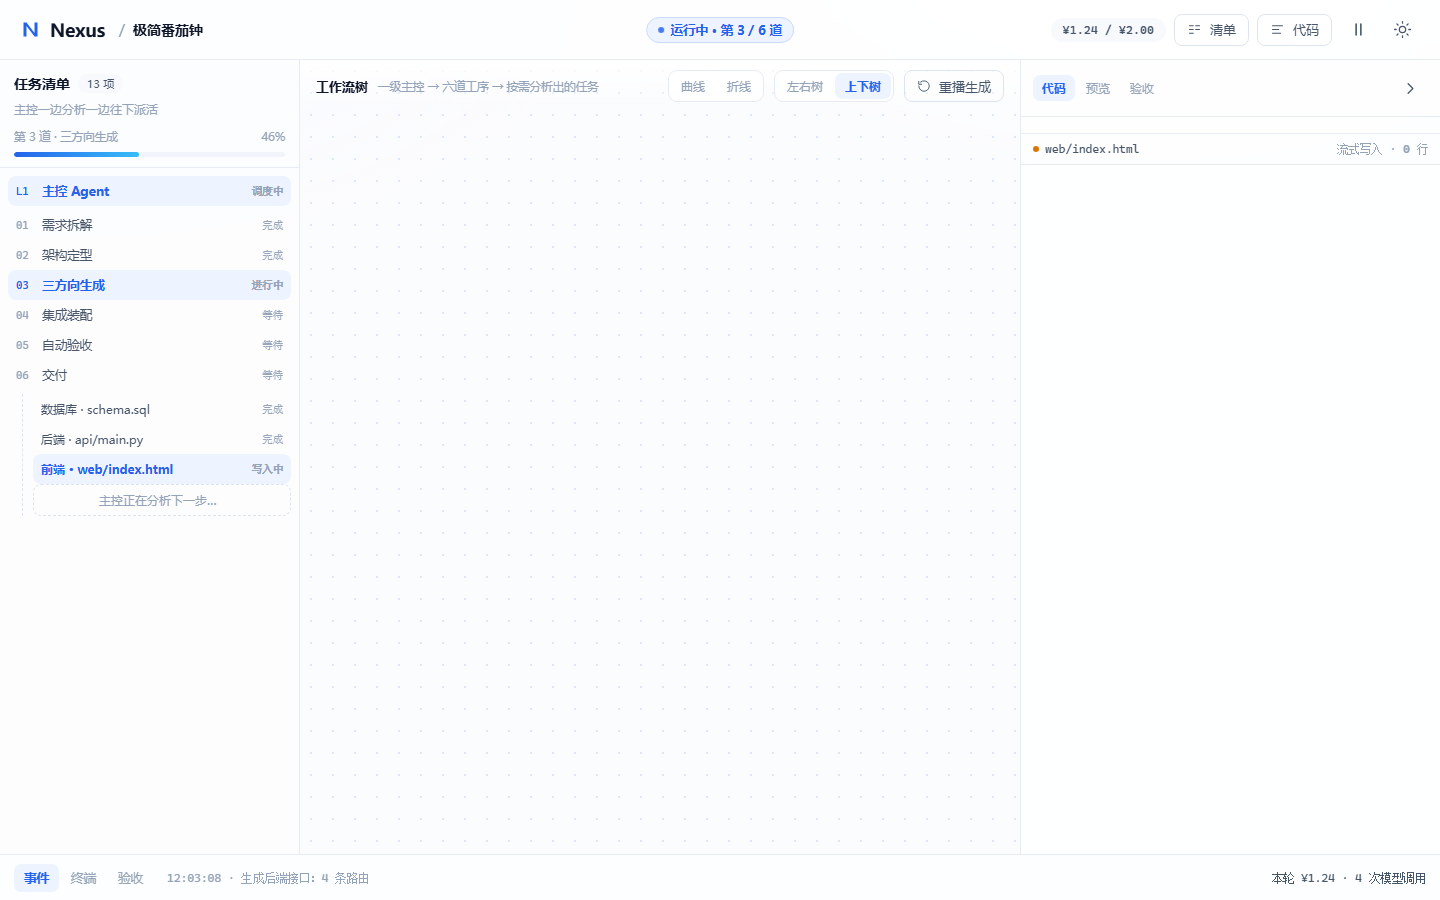 Nexus / 极简番茄钟
运行中 • 第 3 / 6 道
¥1.24 / ¥2.00
清单
代码
任务清单 13 项
主控一边分析一边往下派活
第 3 道 · 三方向生成 46%
L1 主控 Agent 调度中
01 需求拆解 完成
02 架构定型 完成
03 三方向生成 进行中
04 集成装配 等待
05 自动验收 等待
06 交付 等待
数据库 · schema.sql 完成
后端 · api/main.py 完成
前端 • web/index.html 写入中
主控正在分析下一步...
工作流树 一级主控 → 六道工序 → 按需分析出的任务
曲线 折线
左右树 上下树
重播生成
代码 预览 验收
web/index.html 流式写入 · 0 行
事件 终端 验收 12:03:08 · 生成后端接口: 4 条路由
本轮 ¥1.24 · 4 次模型调用